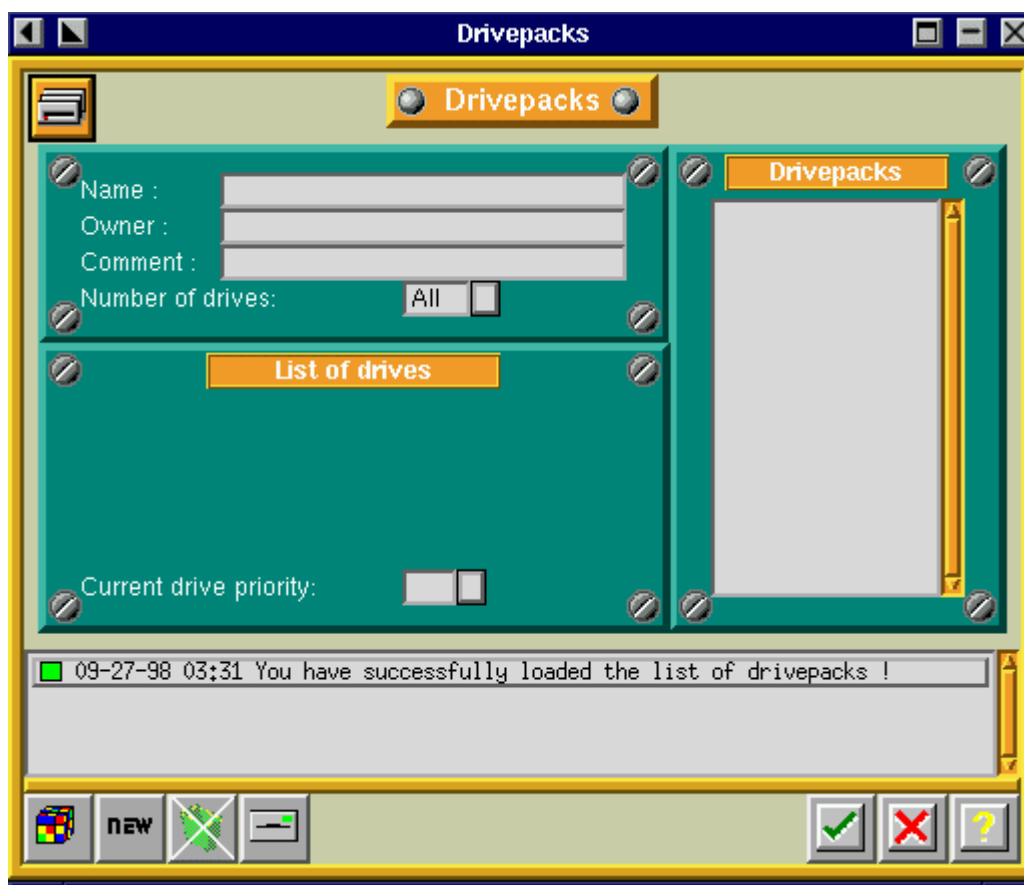 Drivepacks
Drivepacks
Name :
Owner :
Comment :
Number of drives: All
Drivepacks
List of drives
Current drive priority:
09-27-98 03:31 You have successfully loaded the list of drivepacks !
NEW
?